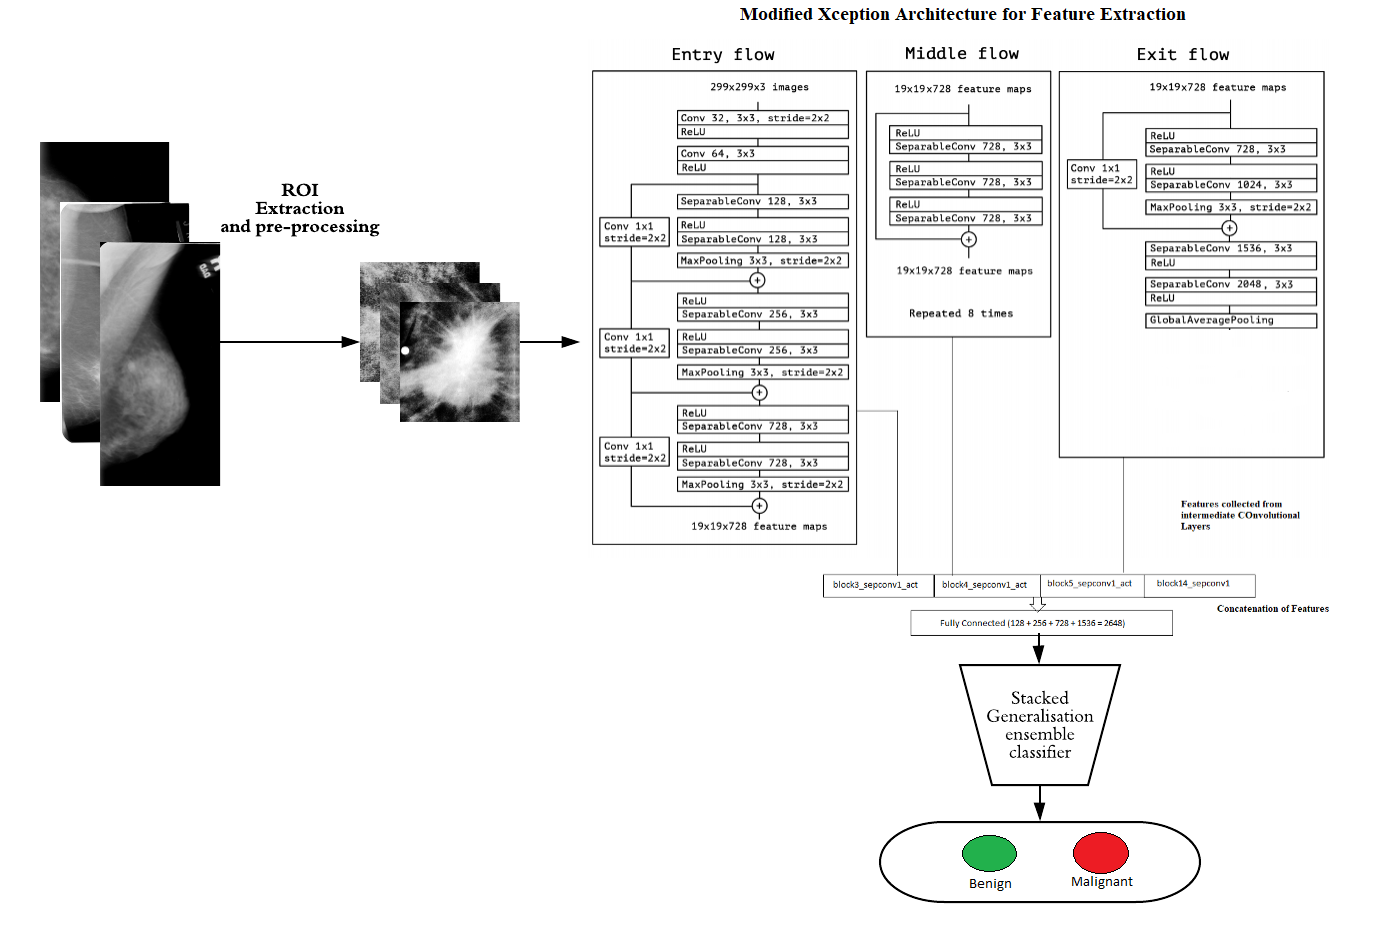 Modified Xception Architecture for Feature Extraction
ROI
Extraction
and pre-processing
Entry flow
299x299x3 images
Conv 32, 3x3, stride=2x2
ReLU
Conv 64, 3x3
ReLU
SeparableConv 128, 3x3
Conv 1x1
stride=2x2
ReLU
SeparableConv 128, 3x3
MaxPooling 3x3, stride=2x2
+
ReLU
SeparableConv 256, 3x3
Conv 1x1
stride=2x2
ReLU
SeparableConv 256, 3x3
MaxPooling 3x3, stride=2x2
+
ReLU
SeparableConv 728, 3x3
Conv 1x1
stride=2x2
ReLU
SeparableConv 728, 3x3
MaxPooling 3x3, stride=2x2
+
19x19x728 feature maps
Middle flow
19x19x728 feature maps
ReLU
SeparableConv 728, 3x3
ReLU
SeparableConv 728, 3x3
ReLU
SeparableConv 728, 3x3
+
19x19x728 feature maps
Repeated 8 times
Exit flow
19x19x728 feature maps
ReLU
SeparableConv 728, 3x3
Conv 1x1
stride=2x2
ReLU
SeparableConv 1024, 3x3
MaxPooling 3x3, stride=2x2
+
SeparableConv 1536, 3x3
ReLU
SeparableConv 2048, 3x3
ReLU
GlobalAveragePooling
Features collected from
intermediate COnvolutional
Layers
block3_sepconv1_act
block4_sepconv1_act
block5_sepconv1_act
block14_sepconv1
Concatenation of Features
Fully Connected (128 + 256 + 728 + 1536 = 2648)
Stacked
Generalisation
ensemble
classifier
Benign
Malignant